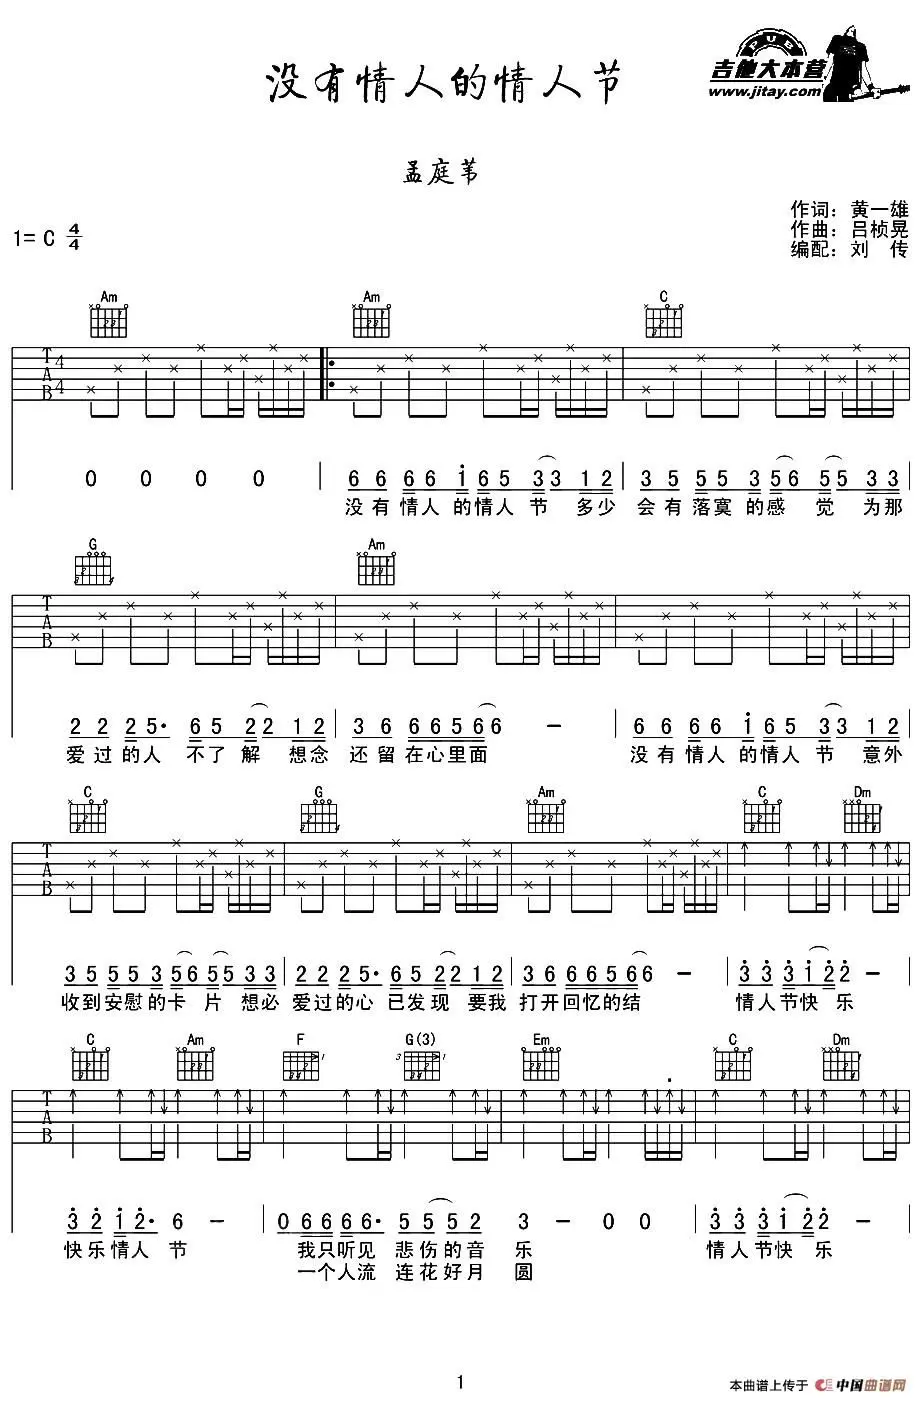 没有情人的情人节
PUB
吉他大本营
www.jitay.com
孟庭苇
作词：黄一雄
作曲：吕桢晃
编配：刘 传
1= C 4/4
Am Am C
T A B 4 4
0 0 0 0 6 6 6 6 1 6 5 3 3 1 2 3 5 5 5 3 5 6 5 5 3 3
没有情人的情人节 多少会有落寞的感觉 为那
G Am
T A B
2 2 2 5· 6 5 2 2 1 2 3 6 6 6 5 6 6 - 6 6 6 6 1 6 5 3 3 1 2
爱过的人不了解 想念还留在心里面 没有情人的情人节 意外
C G Am C Dm
T A B
3 5 5 5 3 5 6 5 5 3 3 2 2 2 5· 6 5 2 2 1 2 3 6 6 6 5 6 6 - 3 3 3 1 2 2 -
收到安慰的卡片 想必爱过的心已发现 要我打开回忆的结 情人节快乐
C Am F G(3) Em C Dm
T A B
3 2 1 2· 6 - 0 6 6 6 6· 5 5 5 2 3 - 0 0 3 3 3 1 2 2 -
快乐情人节 我只听见 悲伤的音乐 情人节快乐
一个人流 连花好月圆
1
本曲谱上传于 中国曲谱网